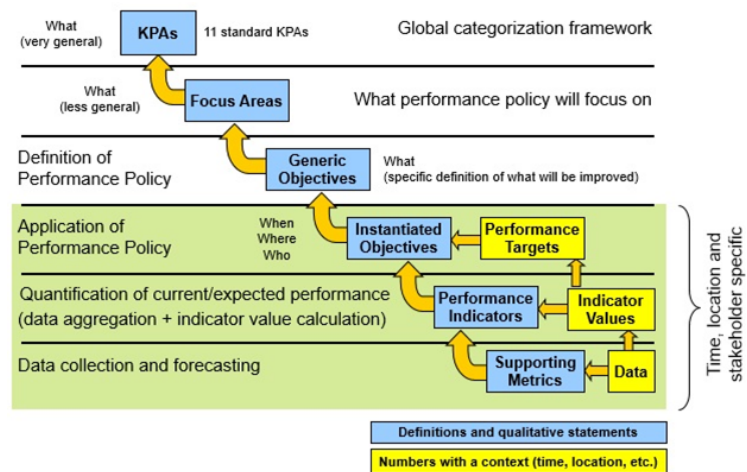 What
(very general)
KPAs
11 standard KPAs
Global categorization framework
What
(less general)
Focus Areas
What performance policy will focus on
Definition of
Performance Policy
Generic
Objectives
What
(specific definition of what will be improved)
Application of
Performance Policy
When
Where
Who
Instantiated
Objectives
Performance
Targets
Quantification of current/expected performance
(data aggregation + indicator value calculation)
Performance
Indicators
Indicator
Values
Data collection and forecasting
Supporting
Metrics
Data
Time, location and
stakeholder specific
Definitions and qualitative statements
Numbers with a context (time, location, etc.)